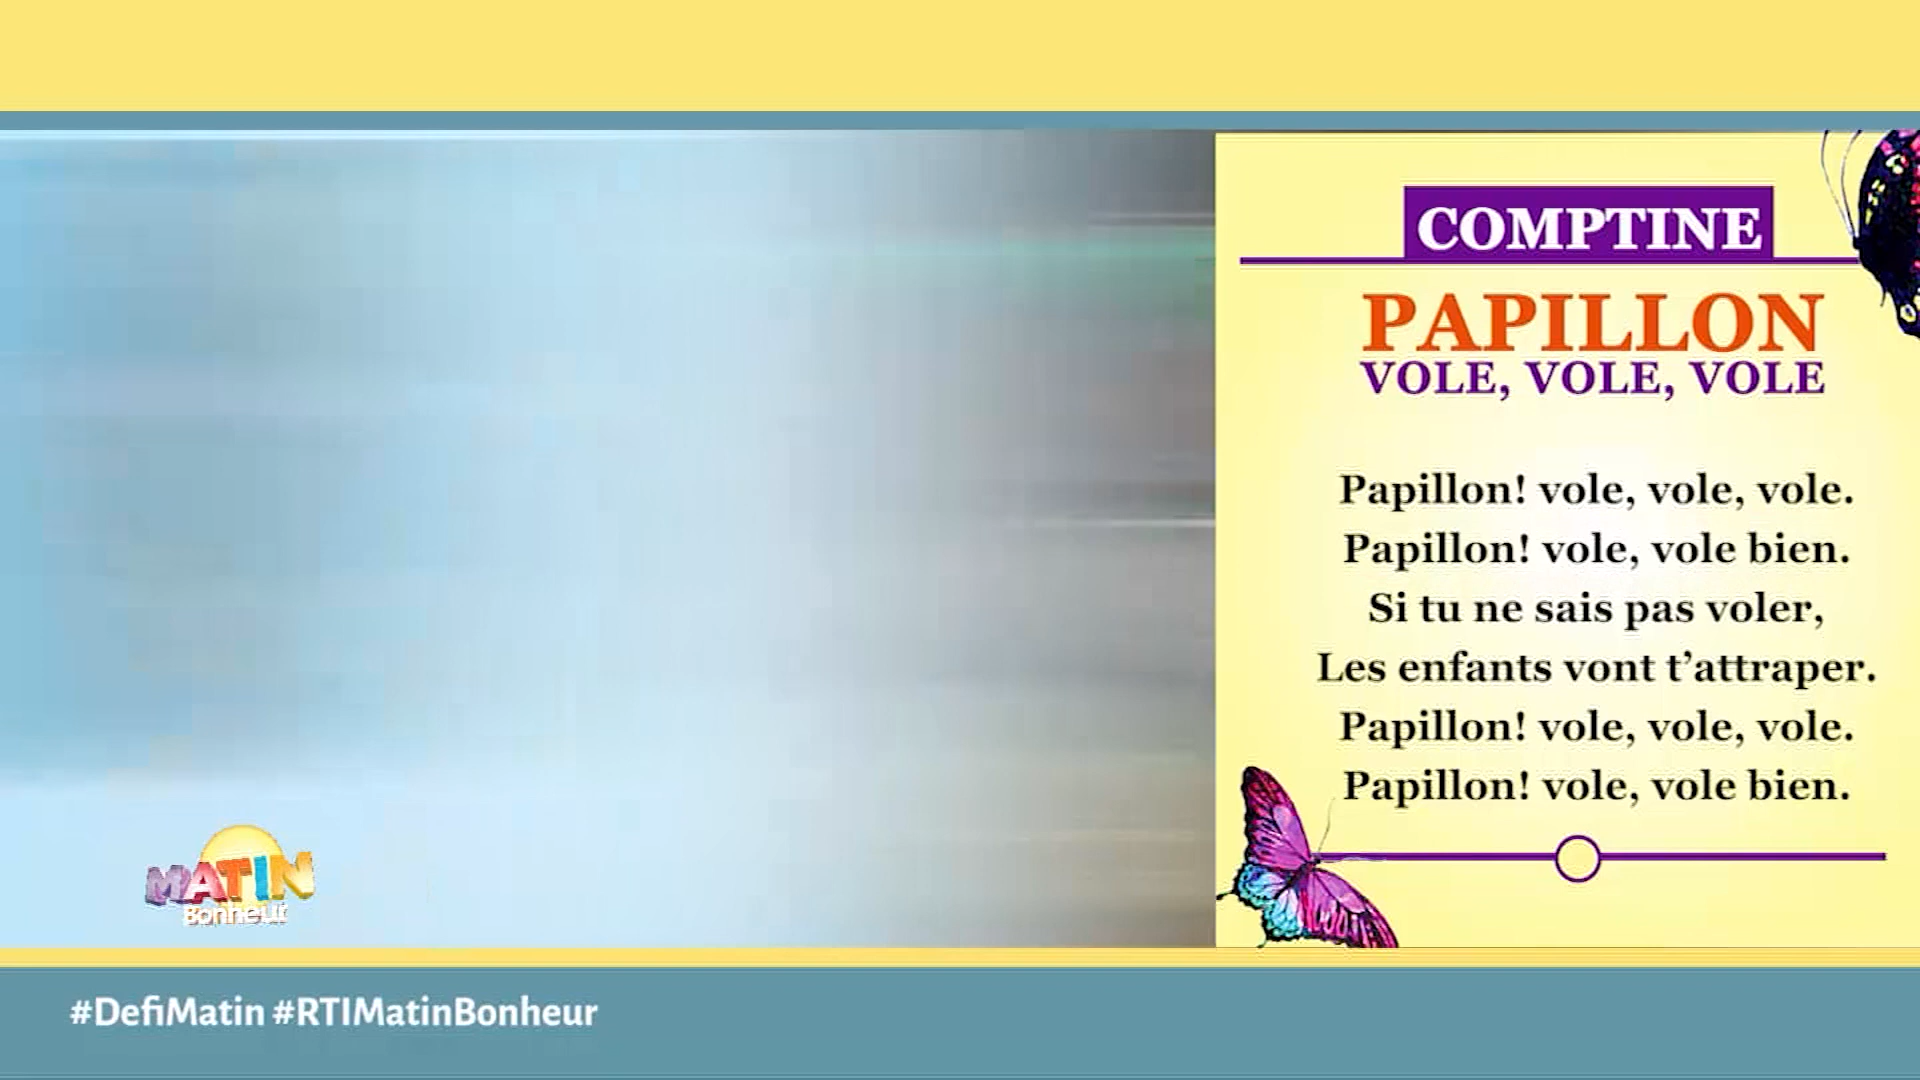 COMPTINE
PAPILLON
VOLE, VOLE, VOLE
Papillon! vole, vole, vole.
Papillon! vole, vole bien.
Si tu ne sais pas voler,
Les enfants vont t’attraper.
Papillon! vole, vole, vole.
Papillon! vole, vole bien.
MATIN
Bonheur
#DefiMatin #RTIMatinBonheur